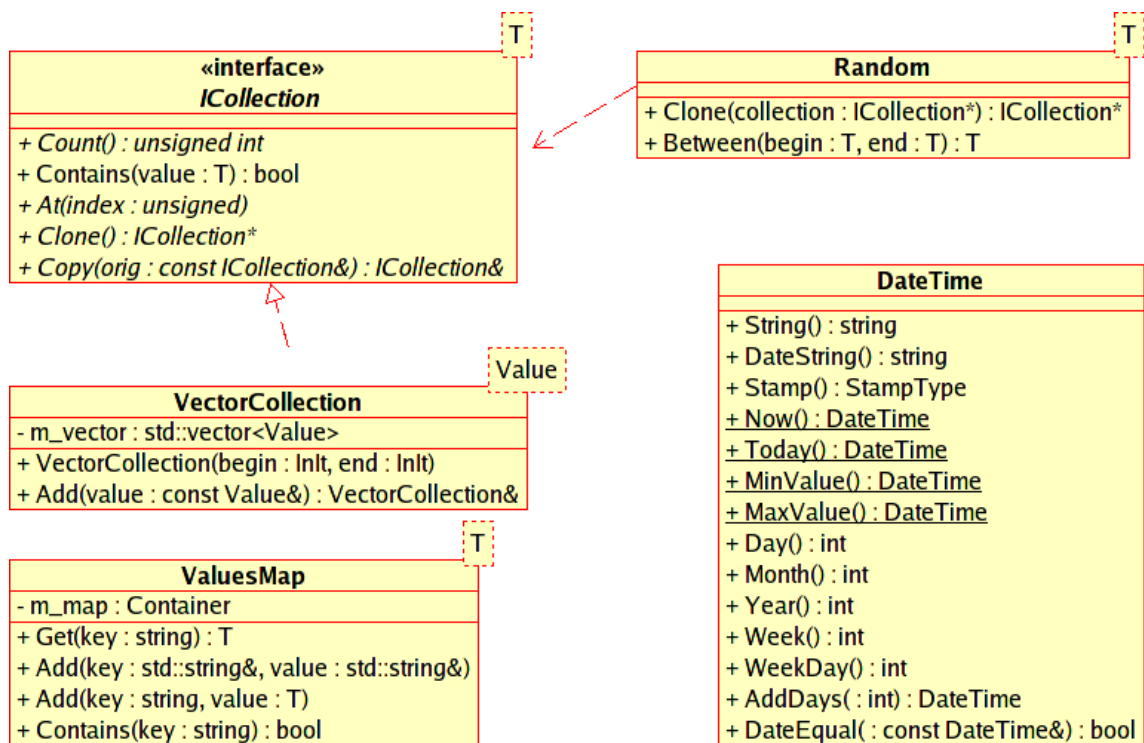 T
«interface»
ICollection
+ Count() : unsigned int
+ Contains(value : T) : bool
+ At(index : unsigned)
+ Clone() : ICollection*
+ Copy(orig : const ICollection&) : ICollection&
T
Random
+ Clone(collection : ICollection*) : ICollection*
+ Between(begin : T, end : T) : T
Value
VectorCollection
- m_vector : std::vector<Value>
+ VectorCollection(begin : InIt, end : InIt)
+ Add(value : const Value&) : VectorCollection&
T
ValuesMap
- m_map : Container
+ Get(key : string) : T
+ Add(key : std::string&, value : std::string&)
+ Add(key : string, value : T)
+ Contains(key : string) : bool
DateTime
+ String() : string
+ DateString() : string
+ Stamp() : StampType
+ Now() : DateTime
+ Today() : DateTime
+ MinValue() : DateTime
+ MaxValue() : DateTime
+ Day() : int
+ Month() : int
+ Year() : int
+ Week() : int
+ WeekDay() : int
+ AddDays( : int) : DateTime
+ DateEqual( : const DateTime&) : bool